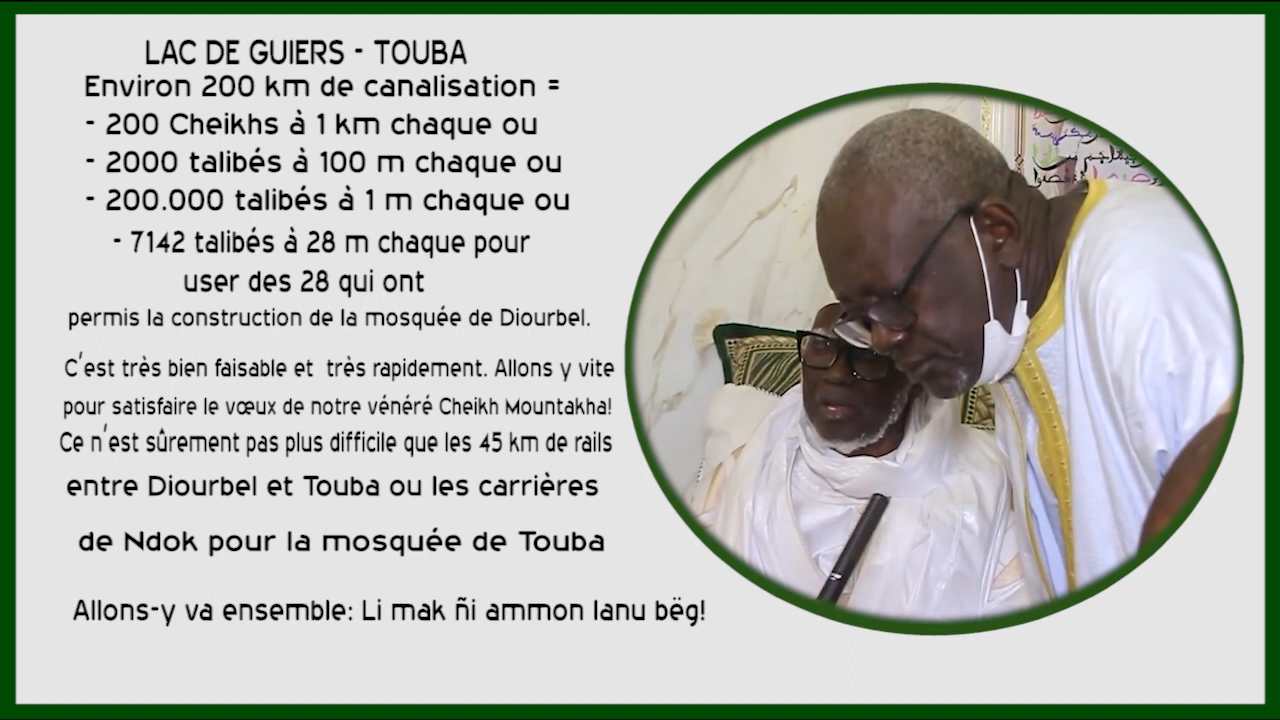 LAC DE GUIERS - TOUBA
Environ 200 km de canalisation =
- 200 Cheikhs à 1 km chaque ou
- 2000 talibés à 100 m chaque ou
- 200.000 talibés à 1 m chaque ou
- 7142 talibés à 28 m chaque pour
user des 28 qui ont
permis la construction de la mosquée de Diourbel.
C'est très bien faisable et très rapidement. Allons y vite
pour satisfaire le vœux de notre vénéré Cheikh Mountakha!
Ce n'est sûrement pas plus difficile que les 45 km de rails
entre Diourbel et Touba ou les carrières
de Ndok pour la mosquée de Touba
Allons-y va ensemble: Li mak ñi ammon lanu bëg!